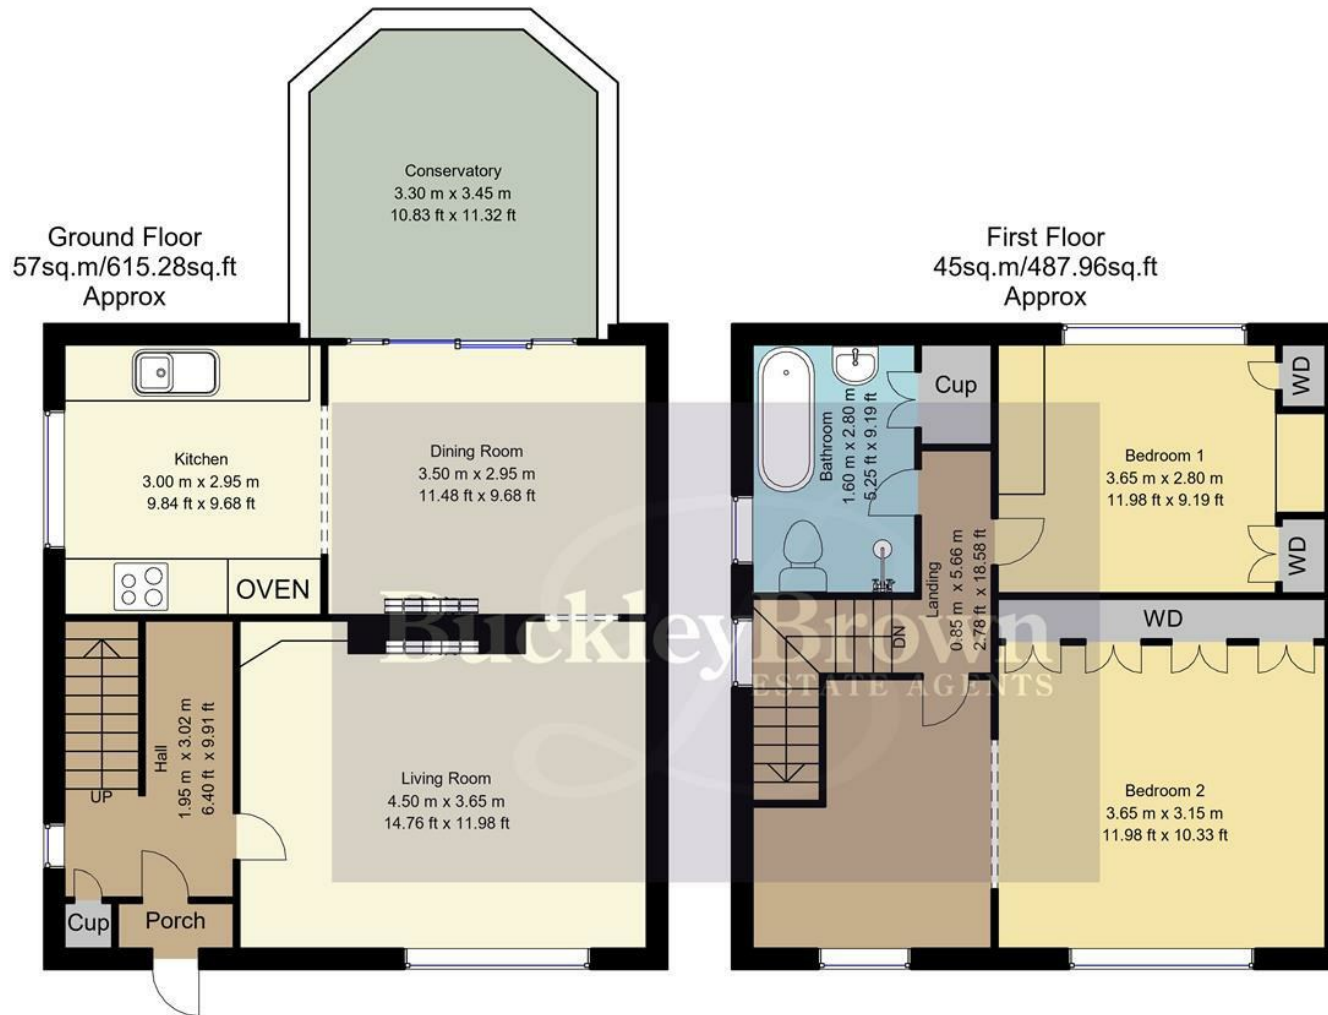 Conservatory
3.30 m x 3.45 m
10.83 ft x 11.32 ft
Ground Floor
57sq.m/615.28sq.ft
Approx
First Floor
45sq.m/487.96sq.ft
Approx
Kitchen
3.00 m x 2.95 m
9.84 ft x 9.68 ft
OVEN
Dining Room
3.50 m x 2.95 m
11.48 ft x 9.68 ft
Bathroom
1.60 m x 2.80 m
5.25 ft x 9.19 ft
Cup
Bedroom 1
3.65 m x 2.80 m
11.98 ft x 9.19 ft
WD
WD
Landing
0.85 m x 5.66 m
2.78 ft x 18.58 ft
DN
WD
BuckleyBrown
ESTATE AGENTS
UP
Hall
1.95 m x 3.02 m
6.40 ft x 9.91 ft
Living Room
4.50 m x 3.65 m
14.76 ft x 11.98 ft
Bedroom 2
3.65 m x 3.15 m
11.98 ft x 10.33 ft
Cup
Porch